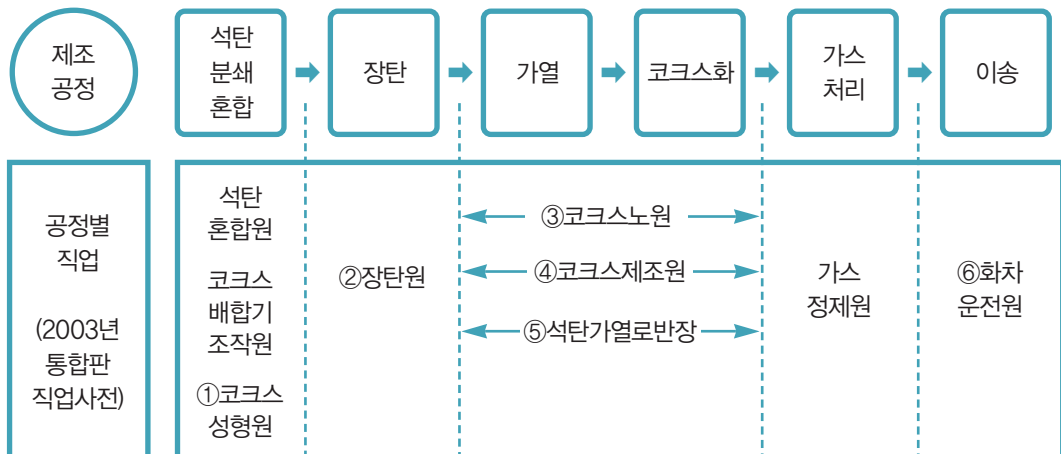 제조
공정
석탄
분쇄
혼합
장탄
가열
코크스화
가스
처리
이송
공정별
직업
(2003년
통합판
직업사전)
석탄
혼합원
코크스
배합기
조작원
①코크스
성형원
②장탄원
③코크스노원
④코크스제조원
⑤석탄가열로반장
가스
정제원
⑥화차
운전원